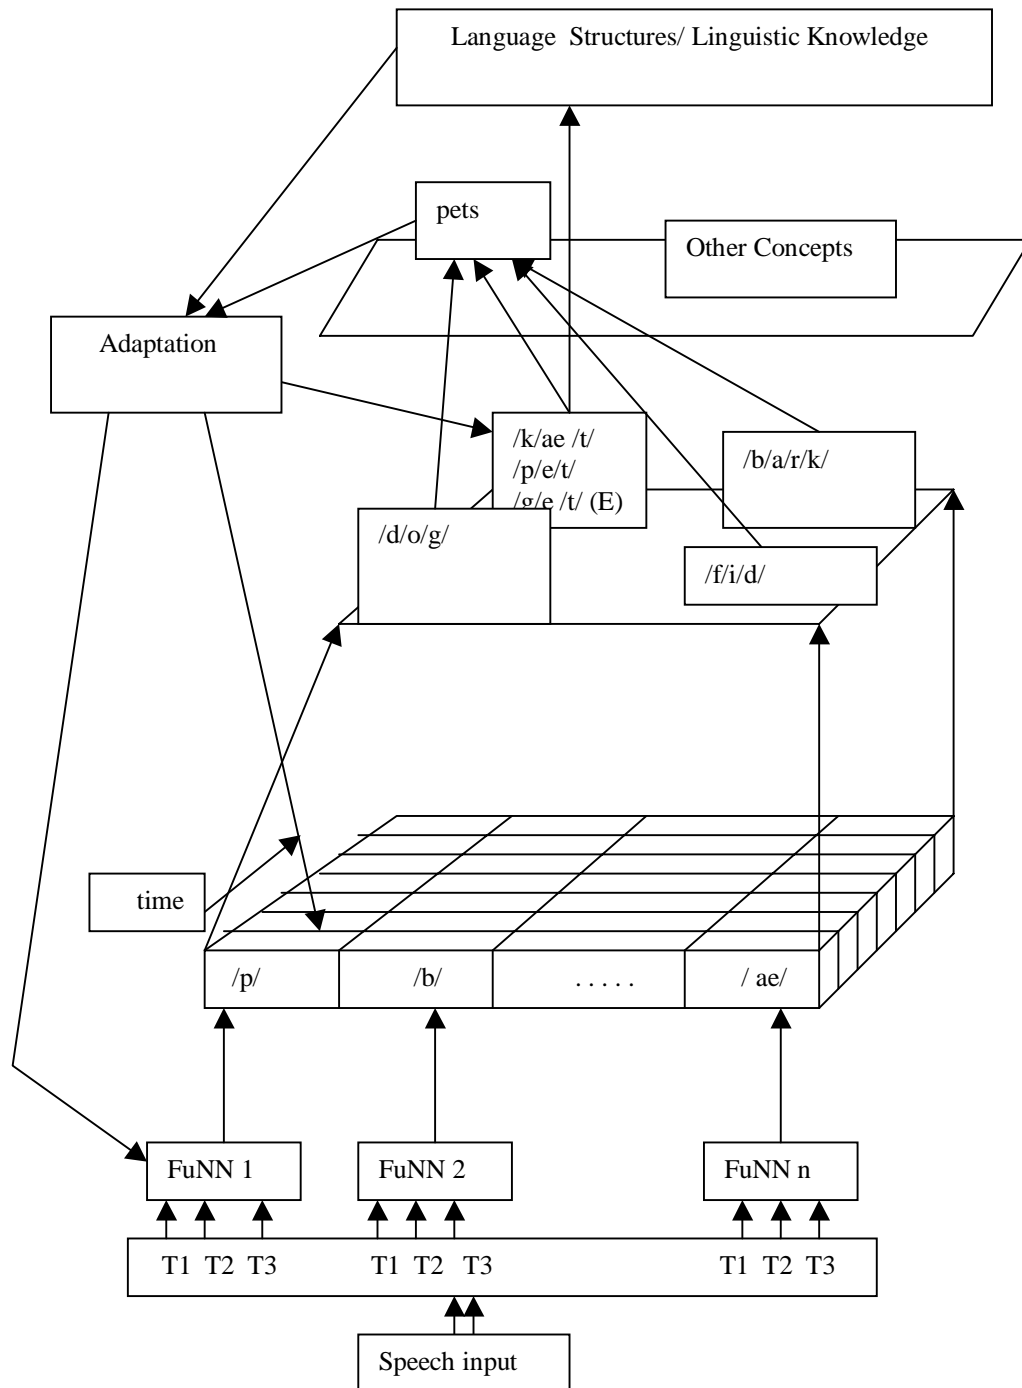 Language Structures/ Linguistic Knowledge
pets
Other Concepts
Adaptation
/k/ae /t/
/p/e/t/
/g/e /t/ (E)
/b/a/r/k/
/d/o/g/
/f/i/d/
time
/p/ /b/ . . . . . / ae/
FuNN 1 FuNN 2 FuNN n
T1 T2 T3 T1 T2 T3 T1 T2 T3
Speech input